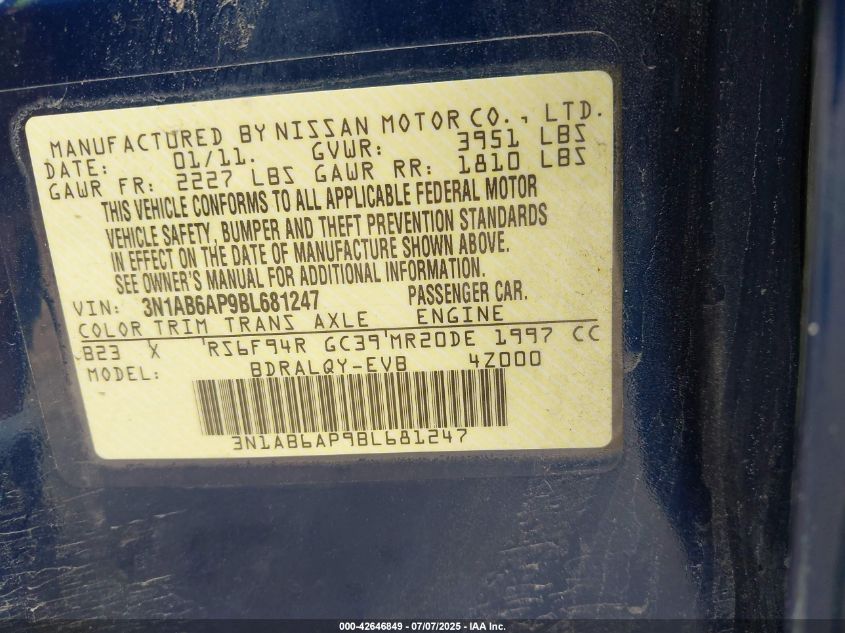 MANUFACTURED BY NISSAN MOTOR CO., LTD.
DATE: 01/11. GVWR: 3951 LBS
GAWR FR: 2227 LBS GAWR RR: 1810 LBS
THIS VEHICLE CONFORMS TO ALL APPLICABLE FEDERAL MOTOR
VEHICLE SAFETY, BUMPER AND THEFT PREVENTION STANDARDS
IN EFFECT ON THE DATE OF MANUFACTURE SHOWN ABOVE.
SEE OWNER'S MANUAL FOR ADDITIONAL INFORMATION.
VIN: 3N1AB6AP9BL681247 PASSENGER CAR.
COLOR TRIM TRANS AXLE ENGINE
B23 X 'RS6F94R GC39'MR20DE 1997 CC
MODEL: BDRALQY-EVB 4Z000
3N1AB6AP9BL681247
000-42646849 - 07/07/2025 - IAA Inc.